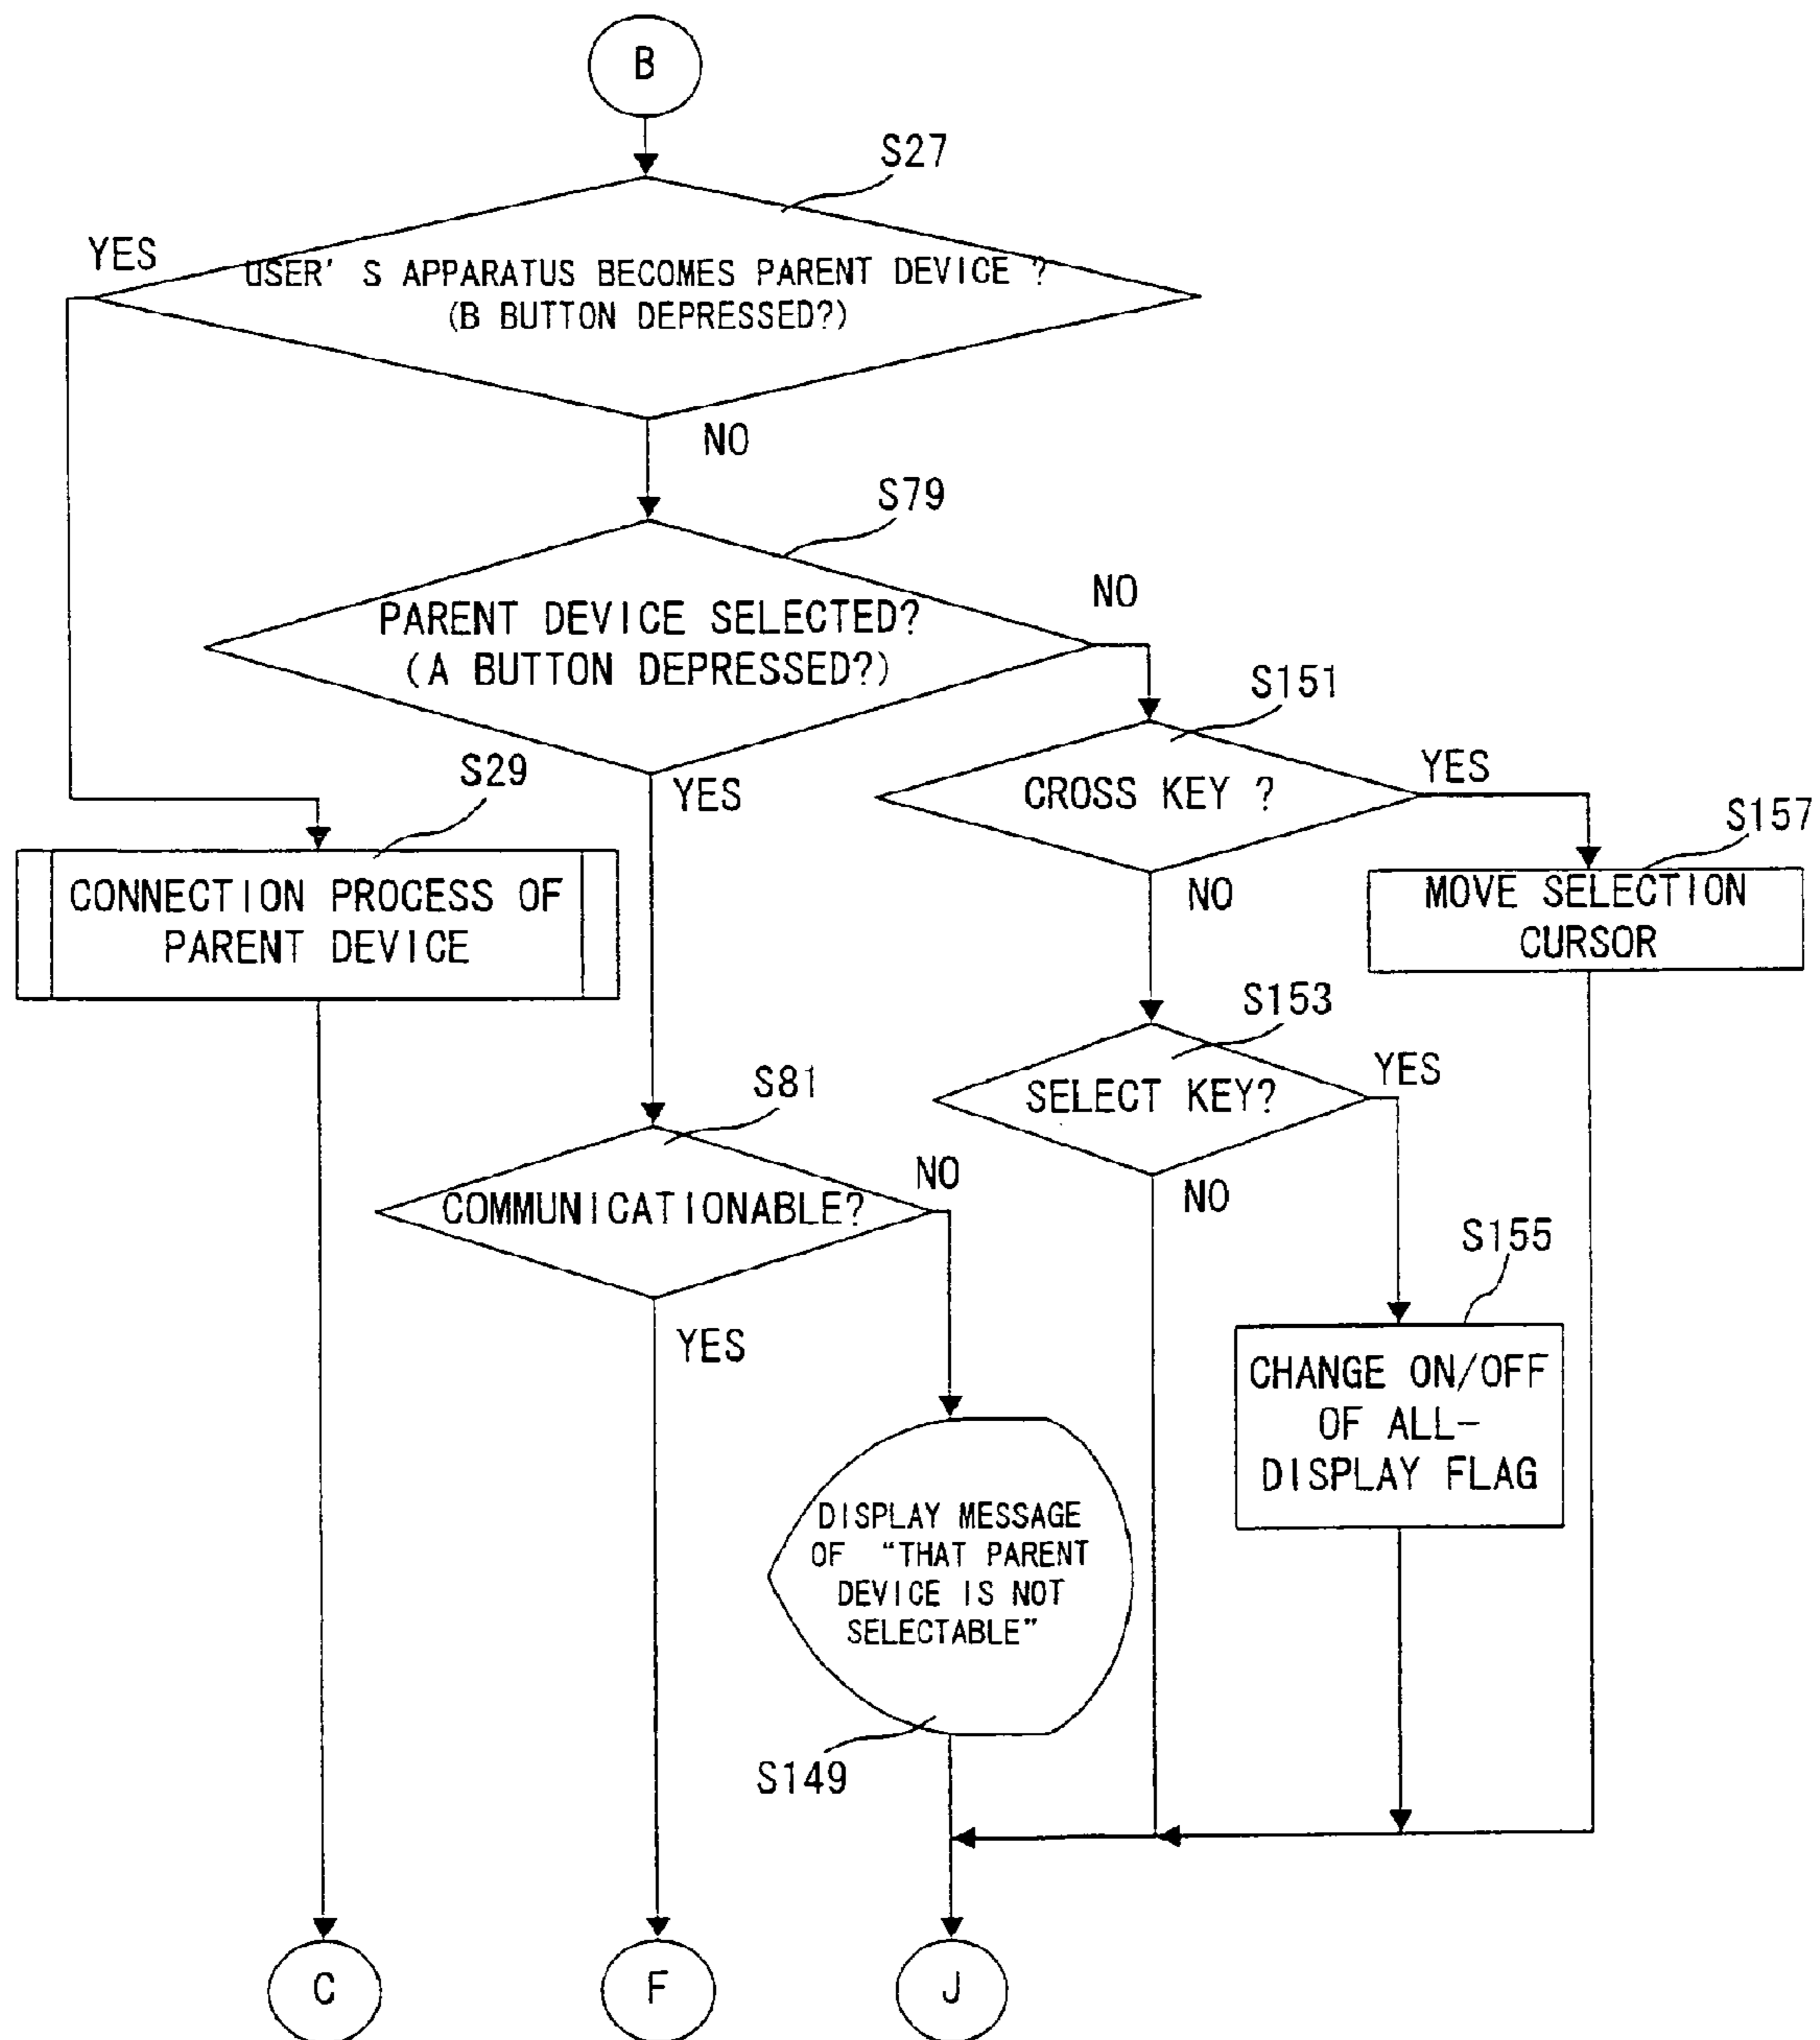 B
S27
YES
USER' S APPARATUS BECOMES PARENT DEVICE ?
(B BUTTON DEPRESSED?)
NO
S79
PARENT DEVICE SELECTED?
(A BUTTON DEPRESSED?)
NO
YES
S151
CROSS KEY ?
YES
NO
S29
CONNECTION PROCESS OF
PARENT DEVICE
S157
MOVE SELECTION
CURSOR
S153
SELECT KEY?
YES
NO
S81
COMMUNICATIONABLE?
NO
YES
S155
CHANGE ON/OFF
OF ALL-
DISPLAY FLAG
DISPLAY MESSAGE
OF "THAT PARENT
DEVICE IS NOT
SELECTABLE"
S149
C
F
J